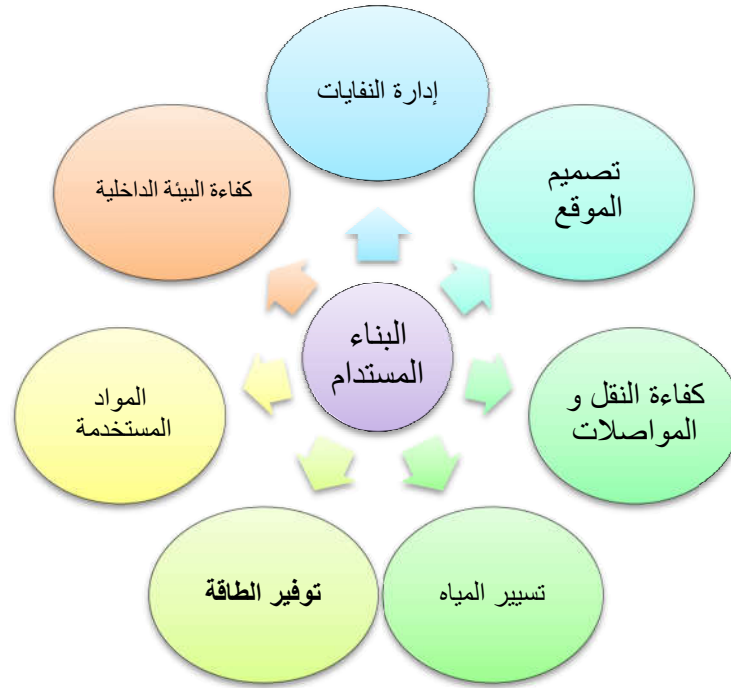 إدارة النفايات
تصميم
الموقع
كفاءة النقل و
المواصلات
تسيير المياه
توفير الطاقة
المواد
المستخدمة
كفاءة البيئة الداخلية
البناء
المستدام